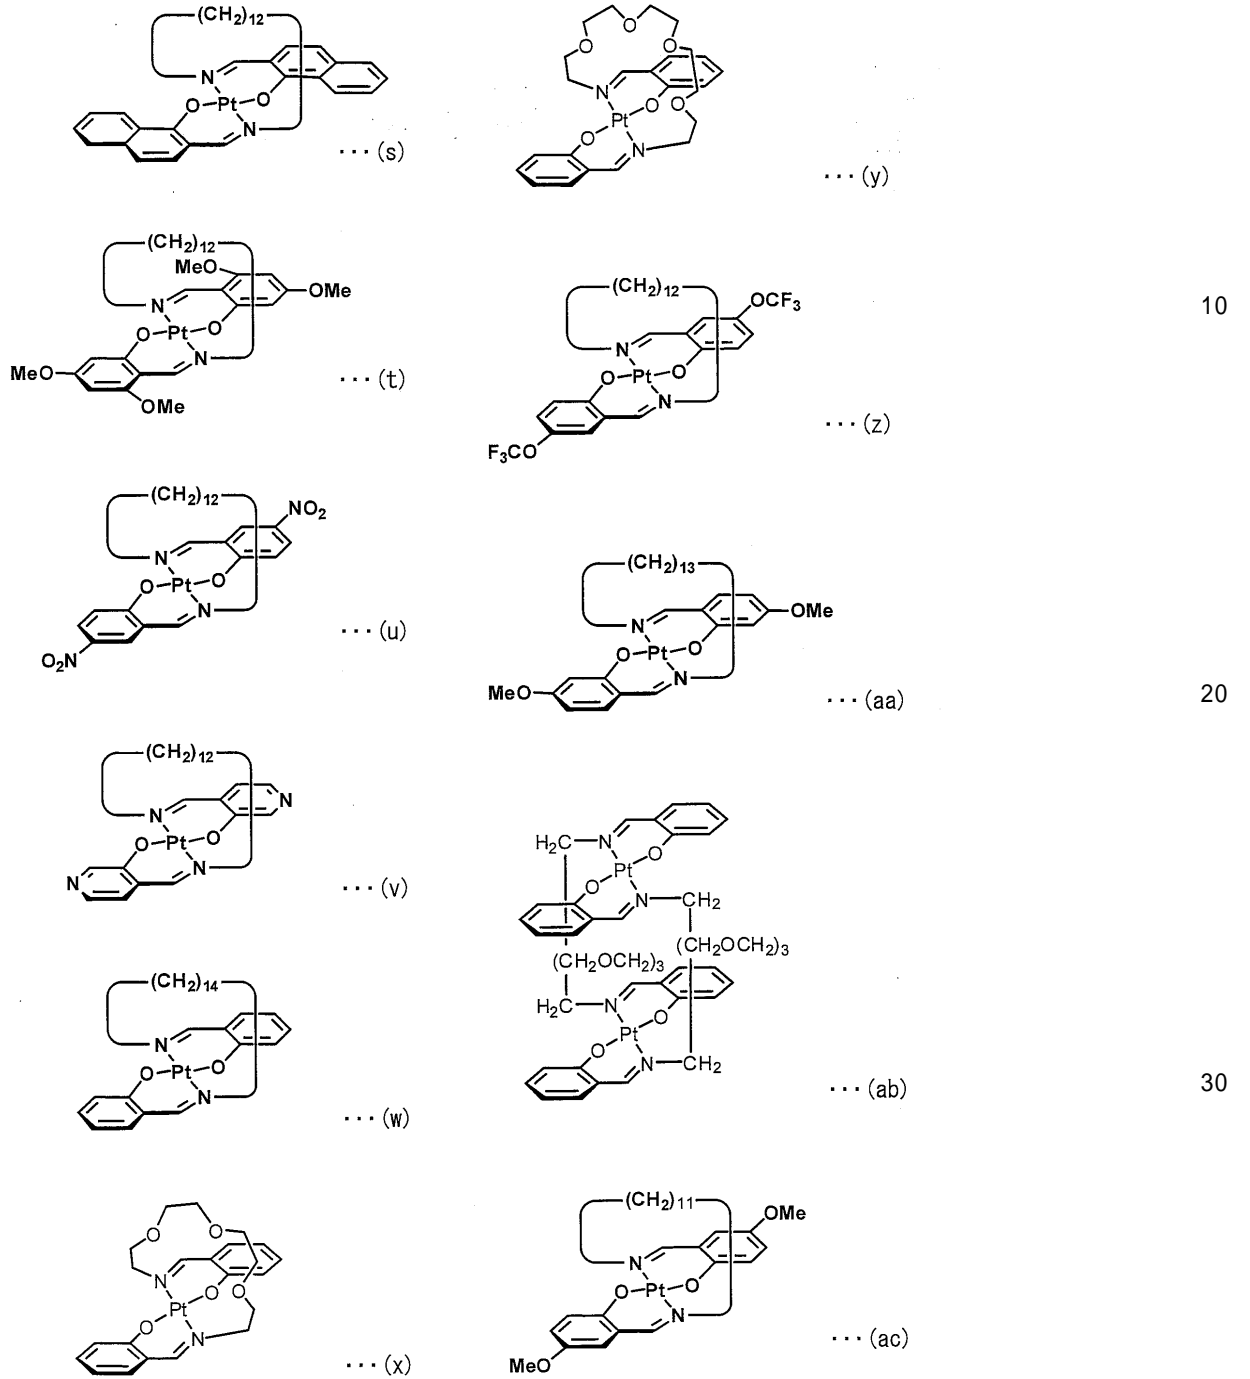 (CH₂)₁₂
N
O
Pt
O
N
···(s)
(CH₂)₁₂
MeO
OMe
N
O
Pt
O
N
MeO
OMe
···(t)
(CH₂)₁₂
NO₂
N
O
Pt
O
N
O₂N
···(u)
(CH₂)₁₂
N
N
O
Pt
O
N
N
···(v)
(CH₂)₁₄
N
O
Pt
O
N
···(w)
O
O
N
O
O
Pt
O
N
···(x)
O
O
O
N
O
O
Pt
O
N
···(y)
(CH₂)₁₂
OCF₃
N
O
Pt
O
N
F₃CO
···(z)
(CH₂)₁₃
OMe
N
O
Pt
O
N
MeO
···(aa)
H₂C
N
O
Pt
O
N
CH₂
(CH₂OCH₂)₃
(CH₂OCH₂)₃
H₂C
N
O
Pt
O
N
CH₂
···(ab)
(CH₂)₁₁
OMe
N
O
Pt
O
N
MeO
···(ac)
10
20
30